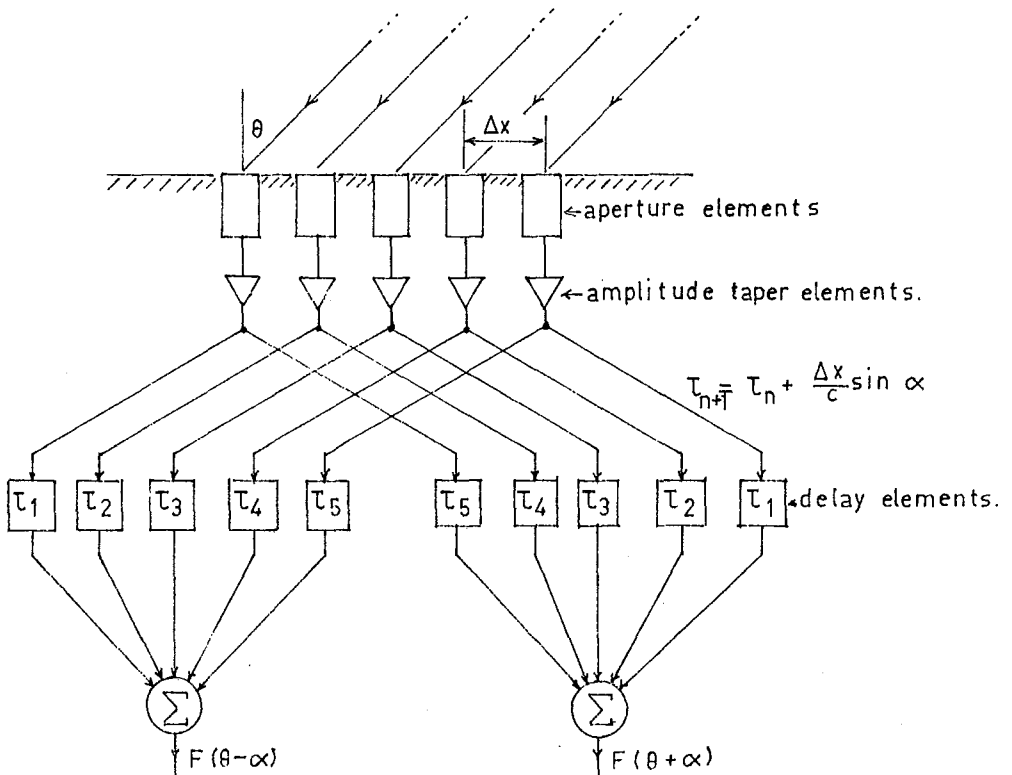 θ
Δx
aperture elements
amplitude taper elements.
τn+1 = τn + Δx/c sin α
τ1 τ2 τ3 τ4 τ5 τ5 τ4 τ3 τ2 τ1
delay elements.
Σ Σ
F(θ-α) F(θ+α)